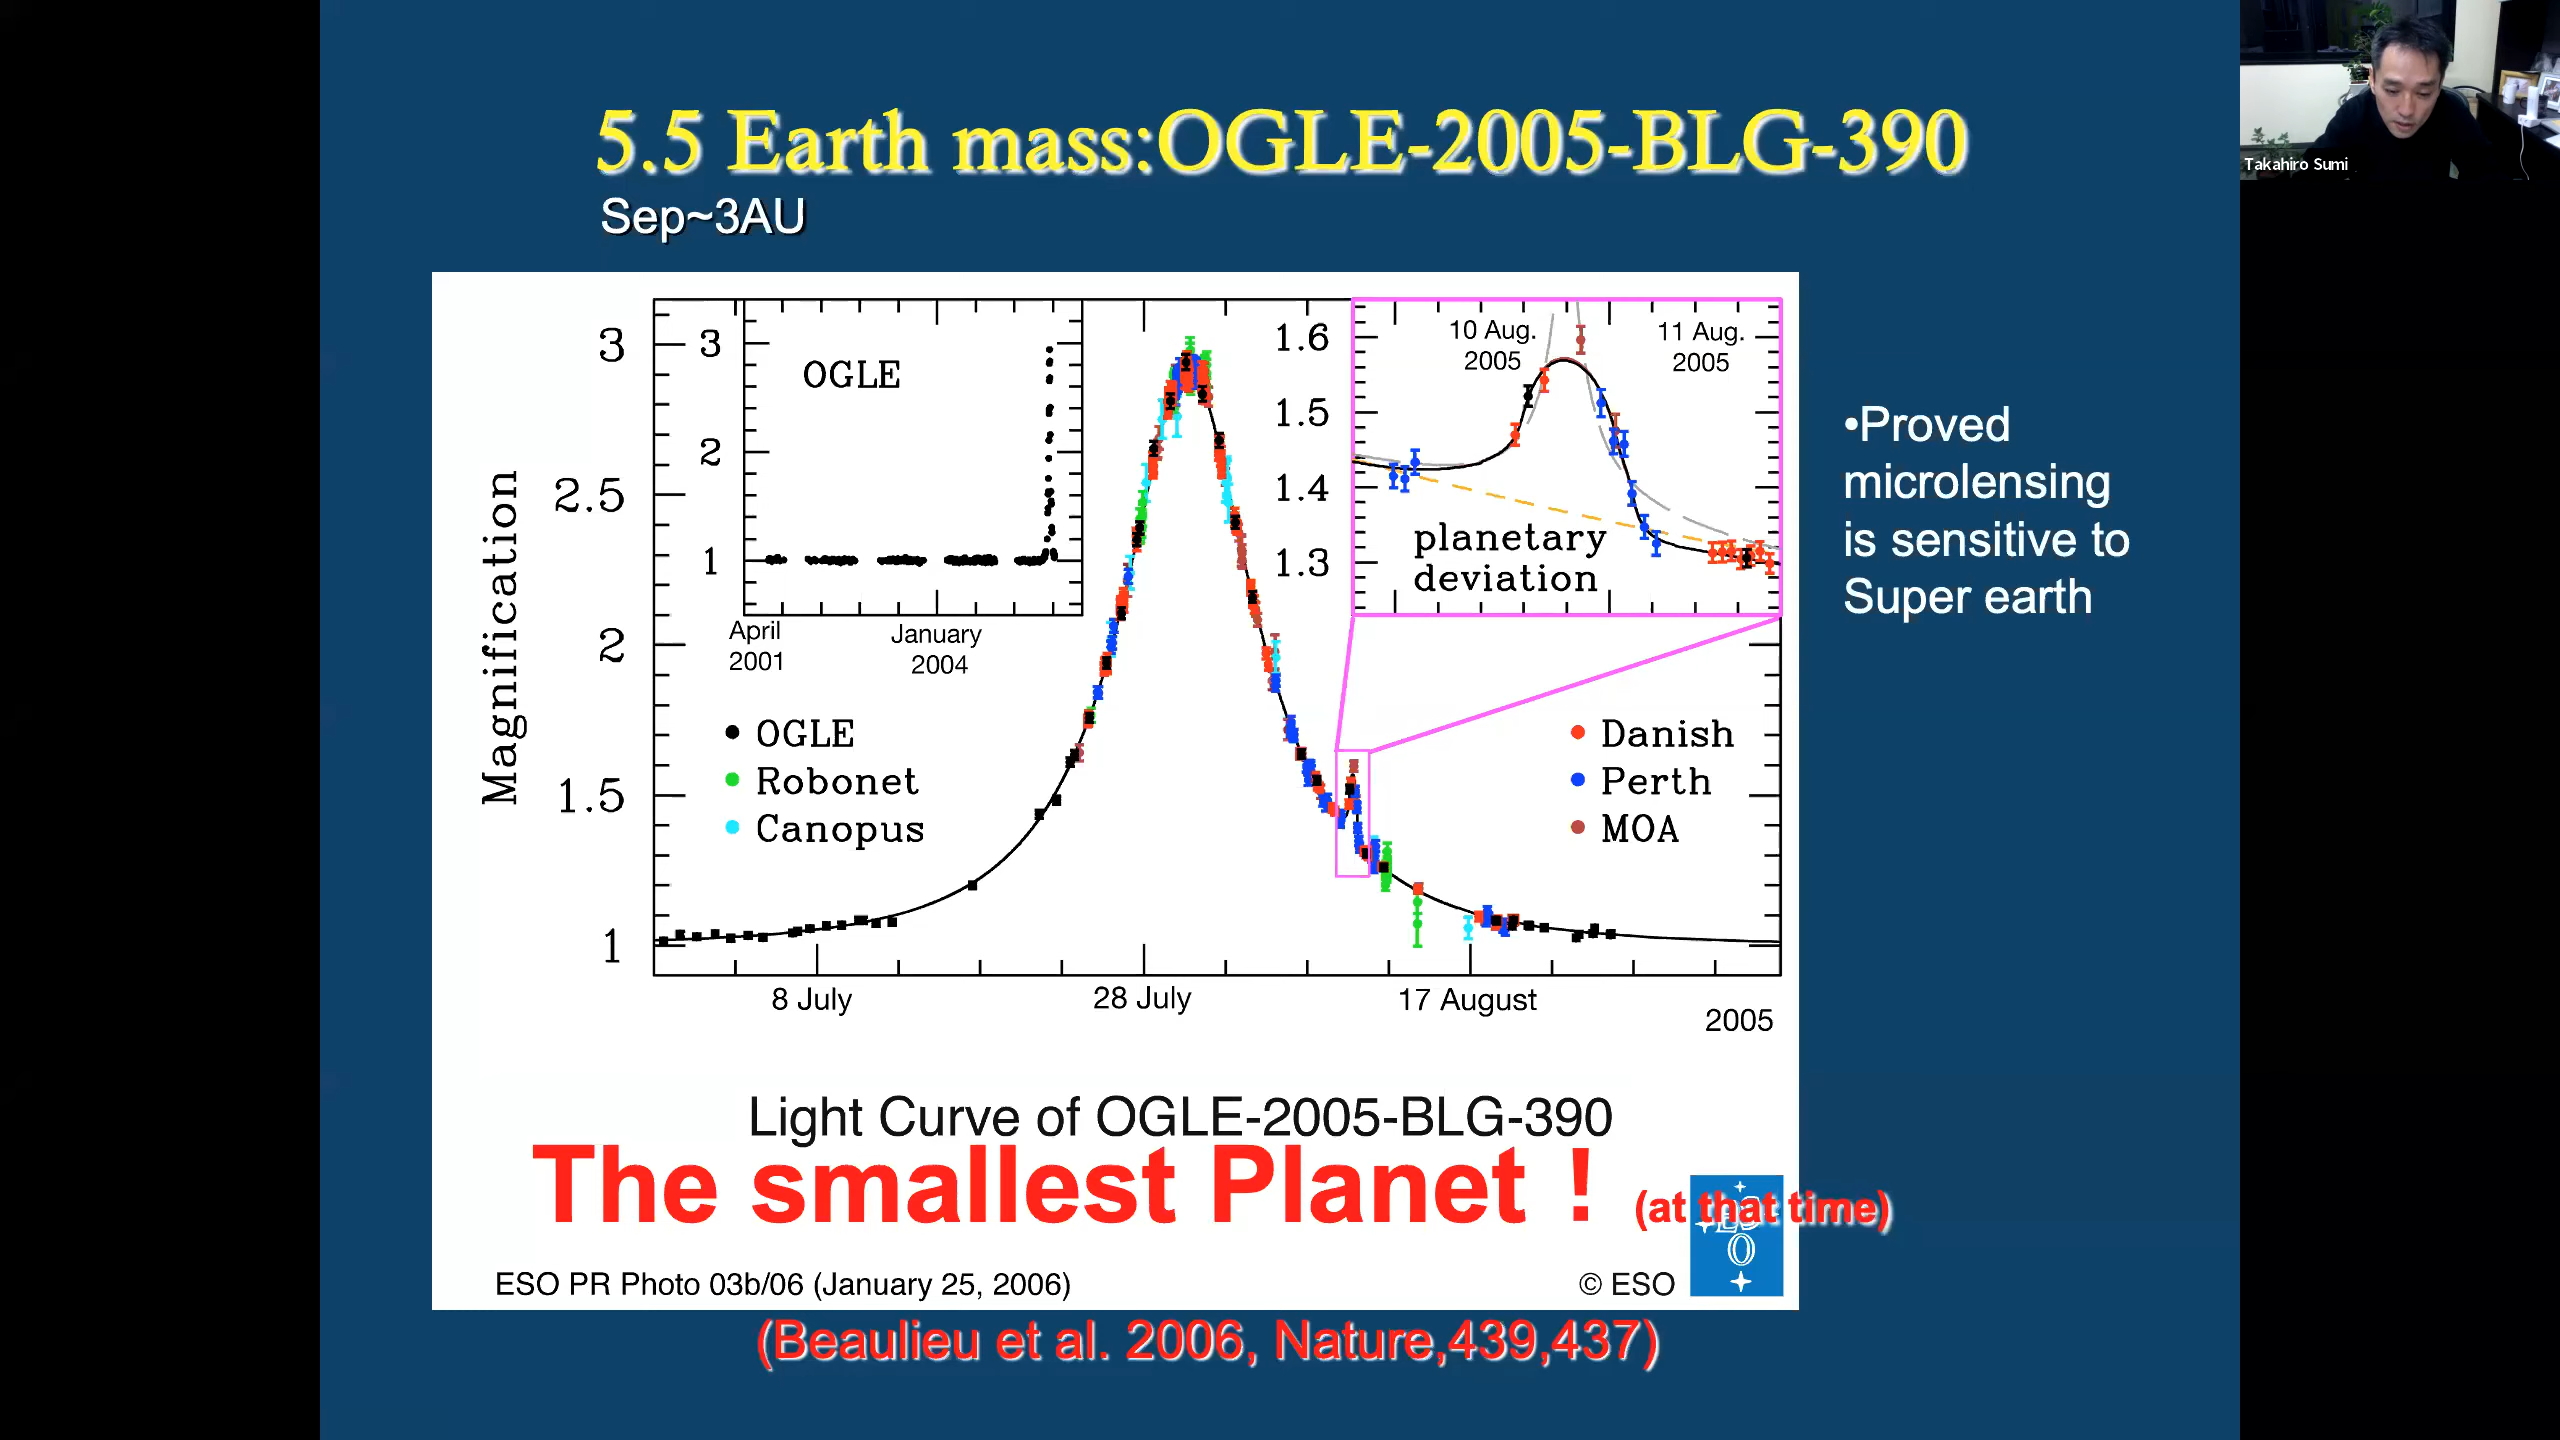 5.5 Earth mass:OGLE-2005-BLG-390
Sep~3AU
Takahiro Sumi
•Proved
microlensing
is sensitive to
Super earth
Magnification
3
2.5
2
1.5
1
OGLE
3
2
1
April
2001
January
2004
1.6
1.5
1.4
1.3
10 Aug.
2005
11 Aug.
2005
planetary
deviation
OGLE
Robonet
Canopus
Danish
Perth
MOA
8 July
28 July
17 August
2005
Light Curve of OGLE-2005-BLG-390
The smallest Planet ! (at that time)
ESO PR Photo 03b/06 (January 25, 2006)
© ESO
ESO
(Beaulieu et al. 2006, Nature,439,437)